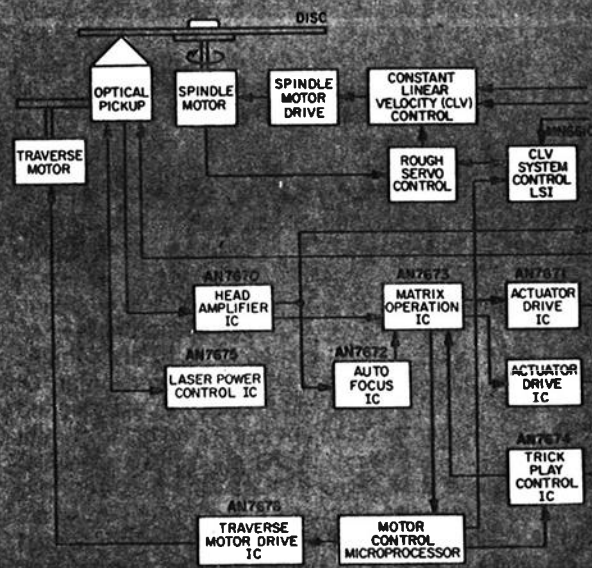 DISC
OPTICAL
PICKUP
SPINDLE
MOTOR
SPINDLE
MOTOR
DRIVE
CONSTANT
LINEAR
VELOCITY (CLV)
CONTROL
TRAVERSE
MOTOR
ROUGH
SERVO
CONTROL
CLV
SYSTEM
CONTROL
LSI
AN7670
HEAD
AMPLIFIER
IC
AN7673
MATRIX
OPERATION
IC
AN7671
ACTUATOR
DRIVE IC
AN7675
LASER POWER
CONTROL IC
AN7672
AUTO
FOCUS
IC
ACTUATOR
DRIVE
IC
AN7674
TRICK
PLAY
CONTROL
IC
TRAVERSE
MOTOR DRIVE
IC
MOTOR
CONTROL
MICROPROCESSOR